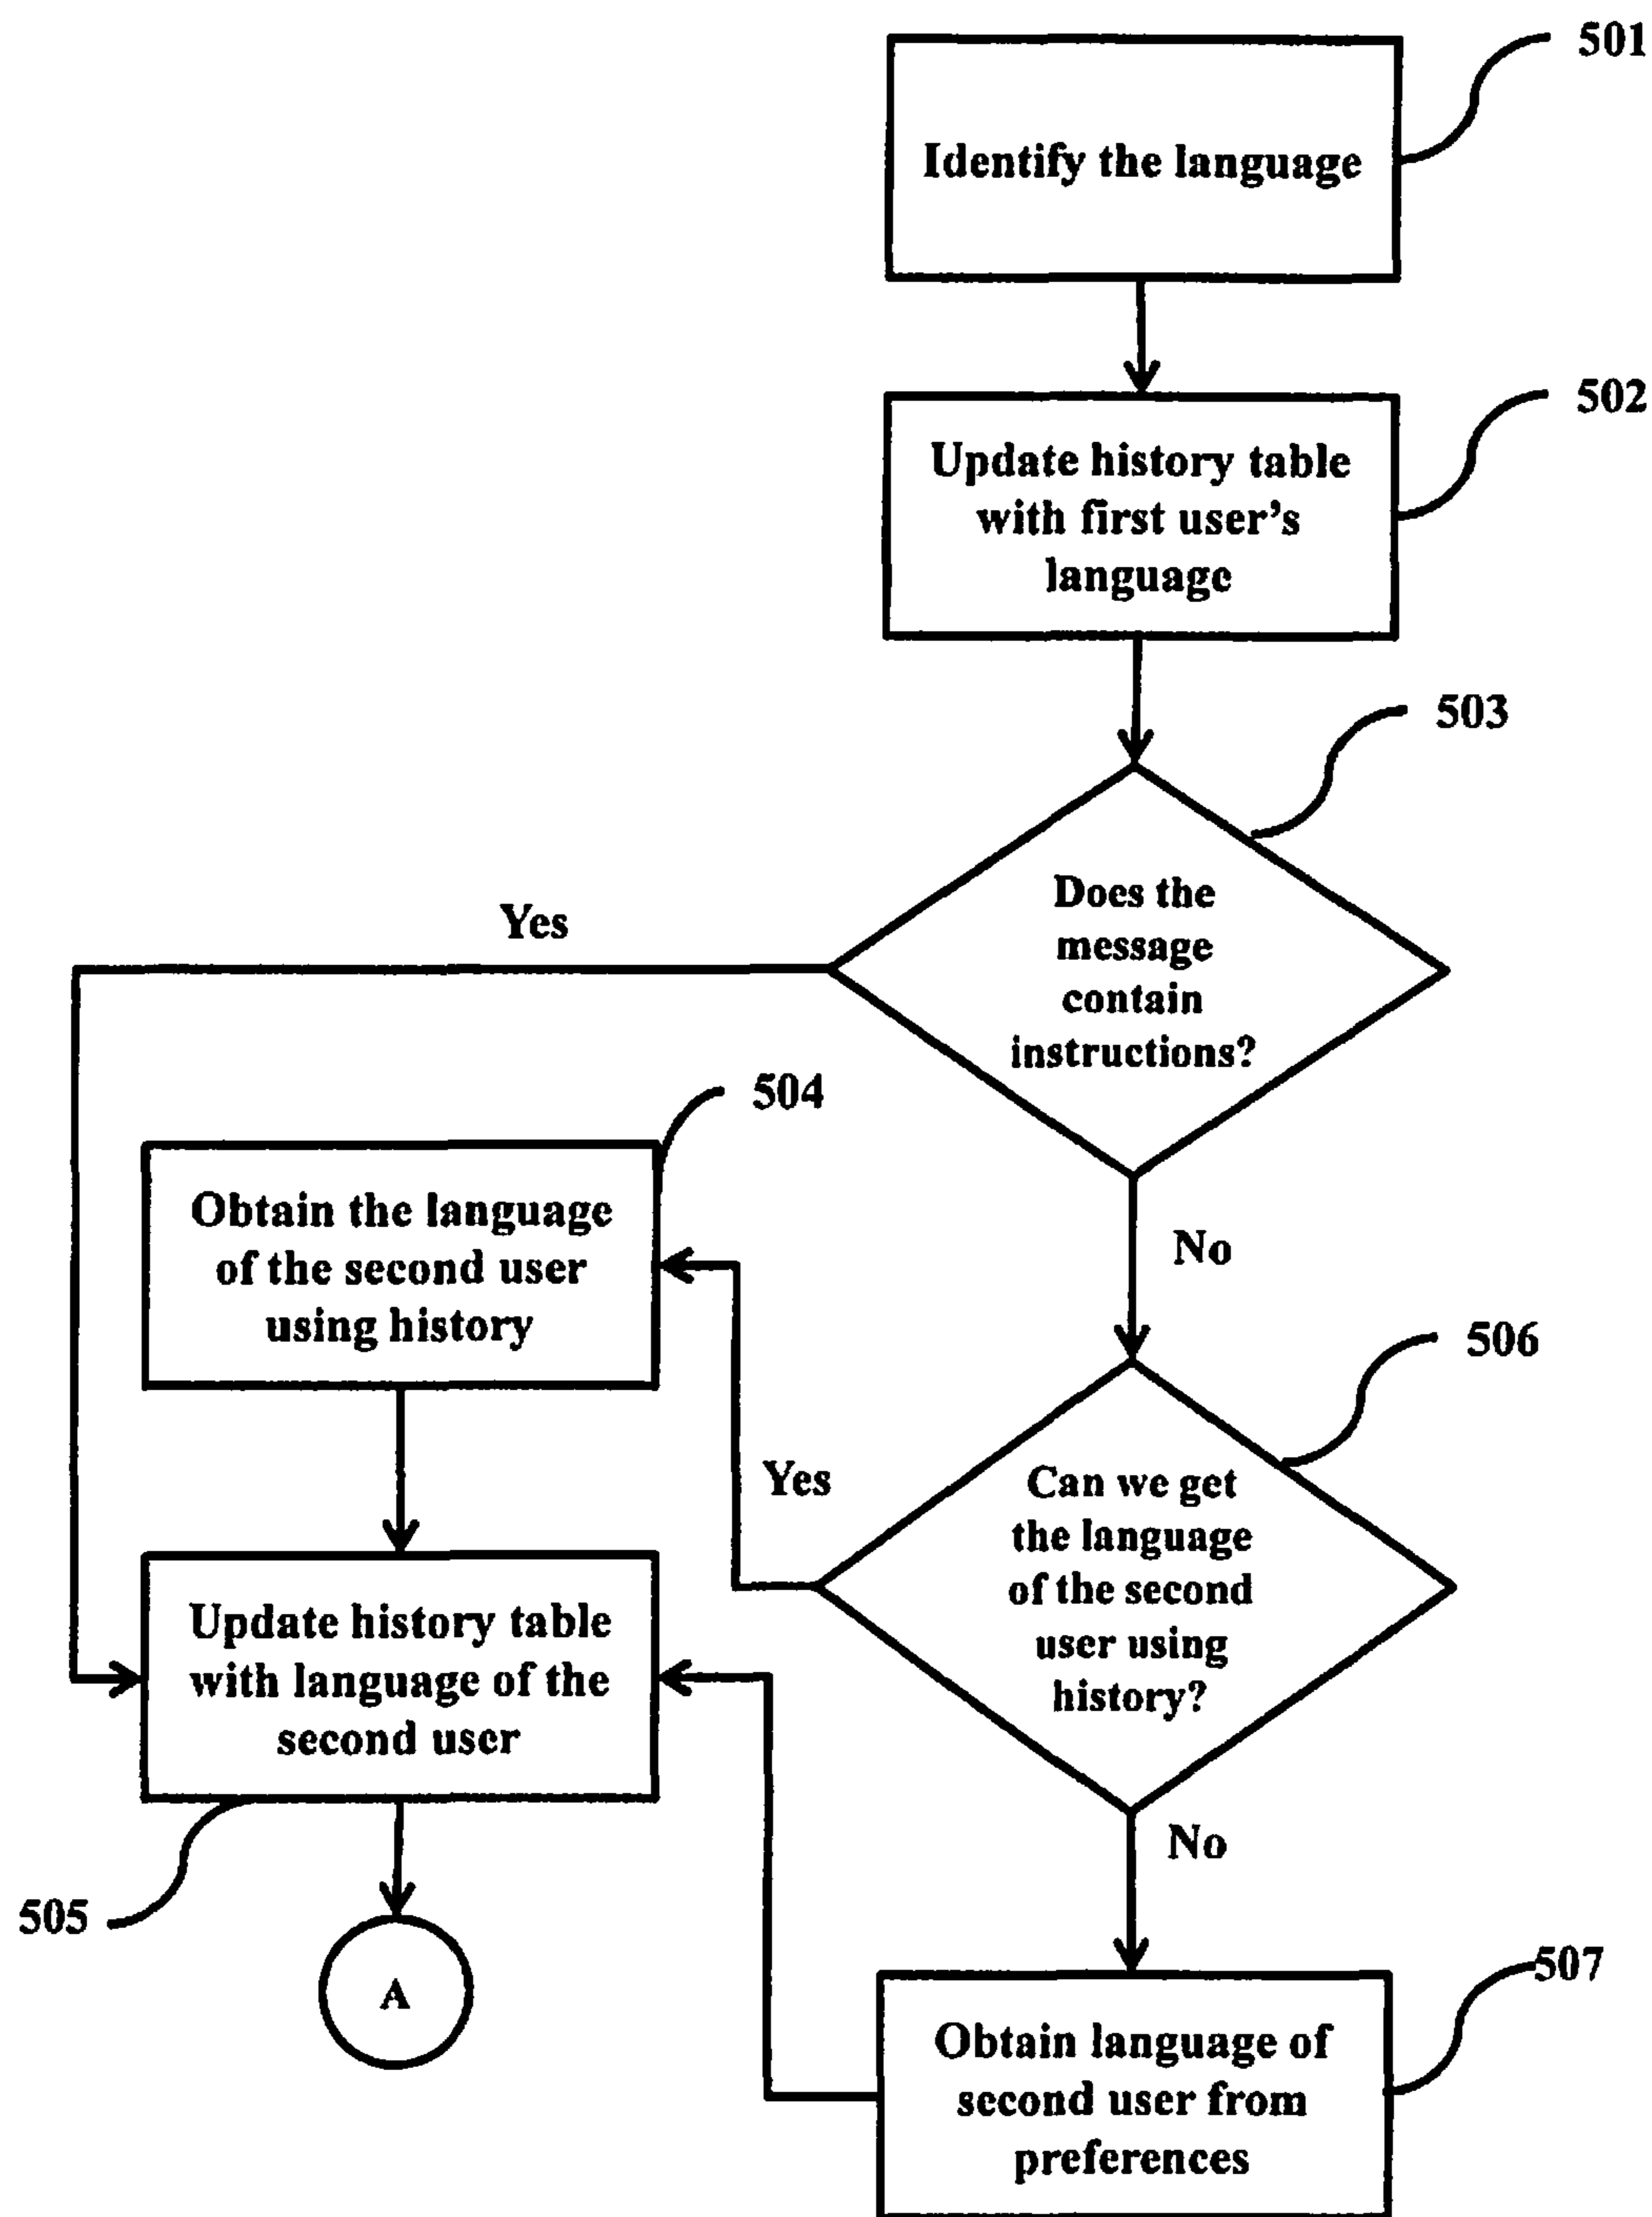 501
Identify the language
502
Update history table
with first user's
language
503
Does the
message
contain
instructions?
Yes
No
504
Obtain the language
of the second user
using history
506
Can we get
the language
of the second
user using
history?
Yes
No
Update history table
with language of the
second user
505
A
507
Obtain language of
second user from
preferences